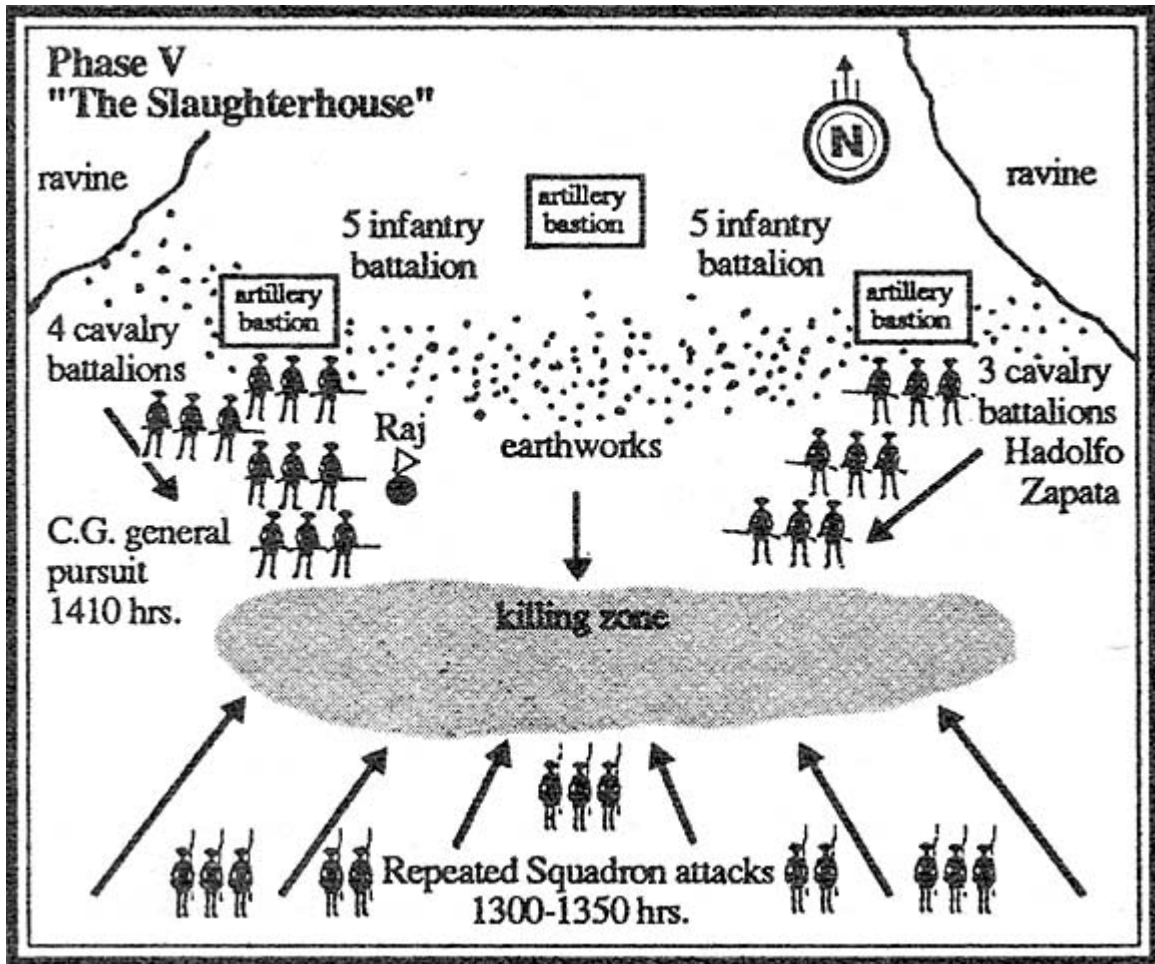 Phase V
"The Slaughterhouse"
N
ravine
ravine
artillery
bastion
5 infantry
battalion
5 infantry
battalion
artillery
bastion
artillery
bastion
4 cavalry
battalions
3 cavalry
battalions
Hadolfo
Zapata
Raj
earthworks
C.G. general
pursuit
1410 hrs.
killing zone
Repeated Squadron attacks
1300-1350 hrs.